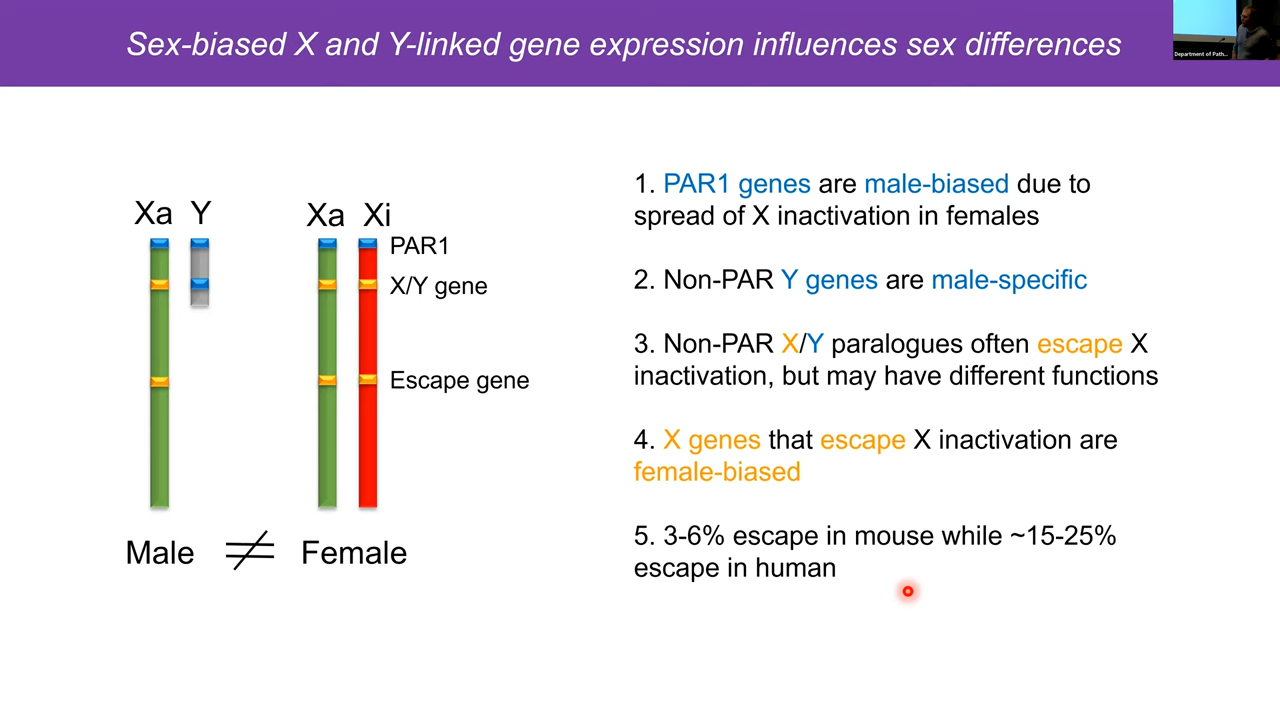 Sex-biased X and Y-linked gene expression influences sex differences
Department of Path...
Xa Y
Xa Xi
PAR1
X/Y gene
Escape gene
Male ≠ Female
1. PAR1 genes are male-biased due to
spread of X inactivation in females
2. Non-PAR Y genes are male-specific
3. Non-PAR X/Y paralogues often escape X
inactivation, but may have different functions
4. X genes that escape X inactivation are
female-biased
5. 3-6% escape in mouse while ~15-25%
escape in human